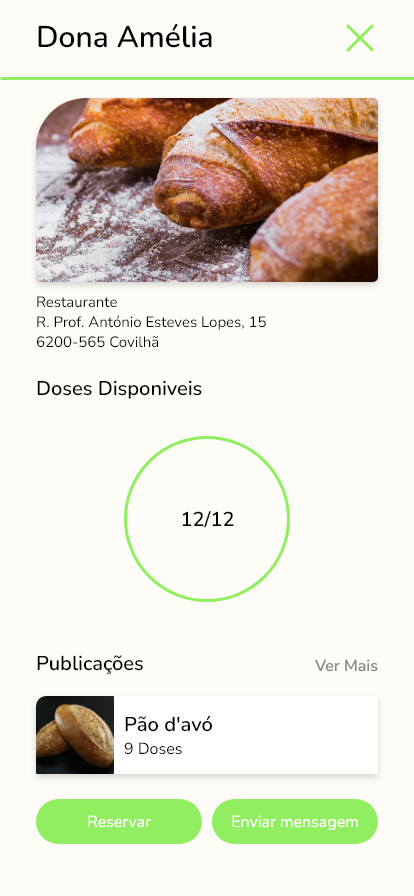 Dona Amélia
Restaurante
R. Prof. António Esteves Lopes, 15
6200-565 Covilhã
Doses Disponiveis
12/12
Publicações
Ver Mais
Pão d'avó
9 Doses
Reservar
Enviar mensagem